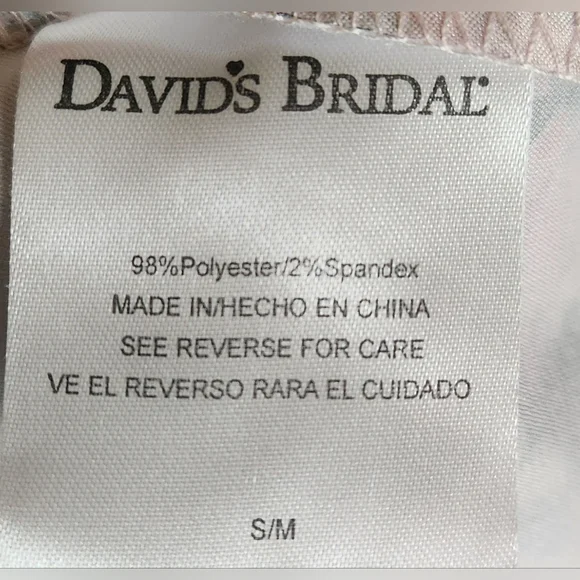 DAVID'S BRIDAL
98%Polyester/2%Spandex
MADE IN/HECHO EN CHINA
SEE REVERSE FOR CARE
VE EL REVERSO RARA EL CUIDADO
S/M